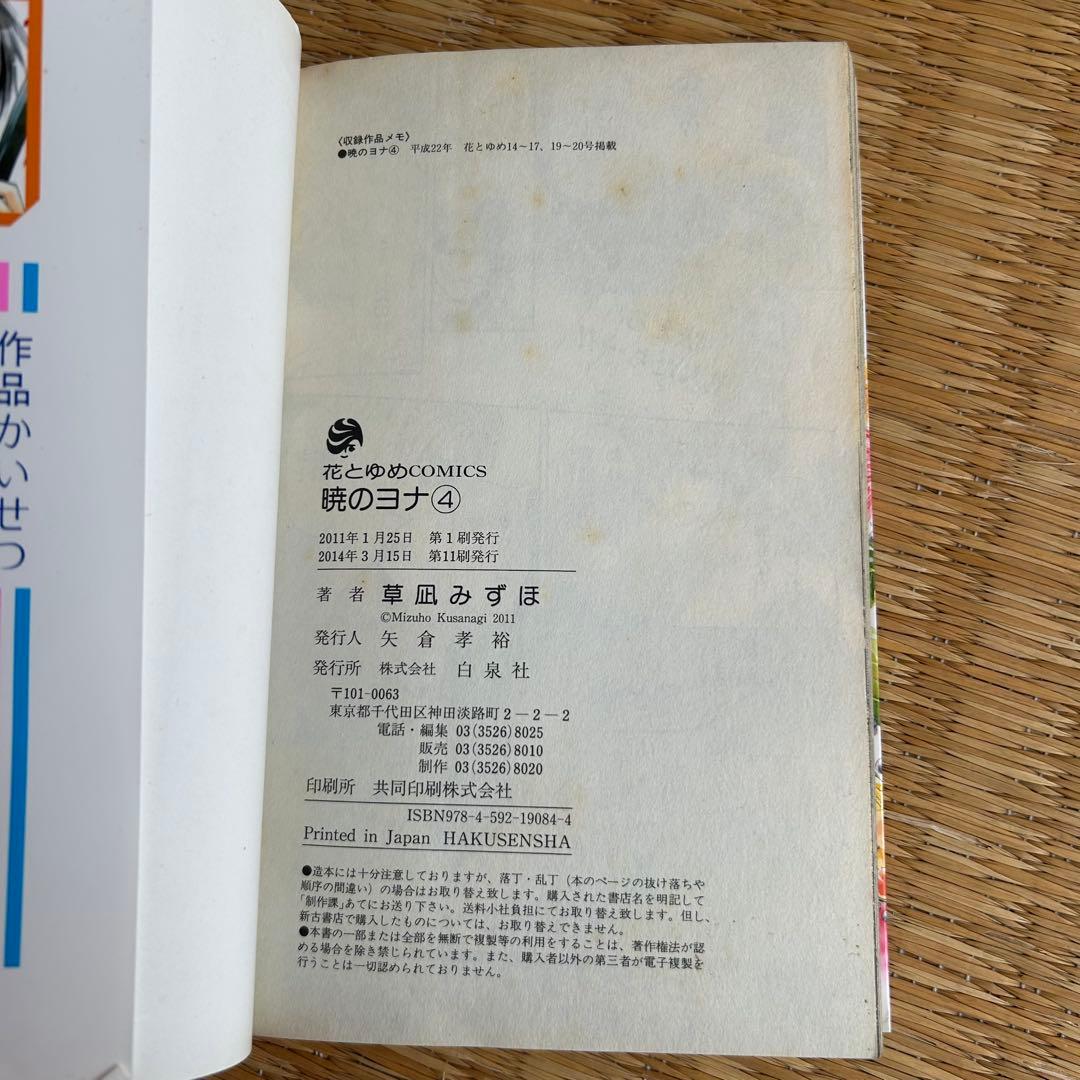 作品かいせつ
〈収録作品メモ〉
●暁のヨナ④　平成22年　花とゆめ14～17、19～20号掲載
花とゆめCOMICS
暁のヨナ④
2011年1月25日　第1刷発行
2014年3月15日　第11刷発行
著者　草凪みずほ
©Mizuho Kusanagi 2011
発行人　矢倉孝裕
発行所　株式会社　白泉社
〒101-0063
東京都千代田区神田淡路町2－2－2
電話・編集 03(3526)8025
販売 03(3526)8010
制作 03(3526)8020
印刷所　共同印刷株式会社
ISBN978-4-592-19084-4
Printed in Japan HAKUSENSHA
●造本には十分注意しておりますが、落丁・乱丁（本のページの抜け落ちや
順序の間違い）の場合はお取り替え致します。購入された書店名を明記して
「制作課」あてにお送り下さい。送料小社負担にてお取り替え致します。但し、
新古書店で購入したものについては、お取り替えできません。
●本書の一部または全部を無断で複製等の利用をすることは、著作権法が認
める場合を除き禁じられています。また、購入者以外の第三者が電子複製を
行うことは一切認められておりません。